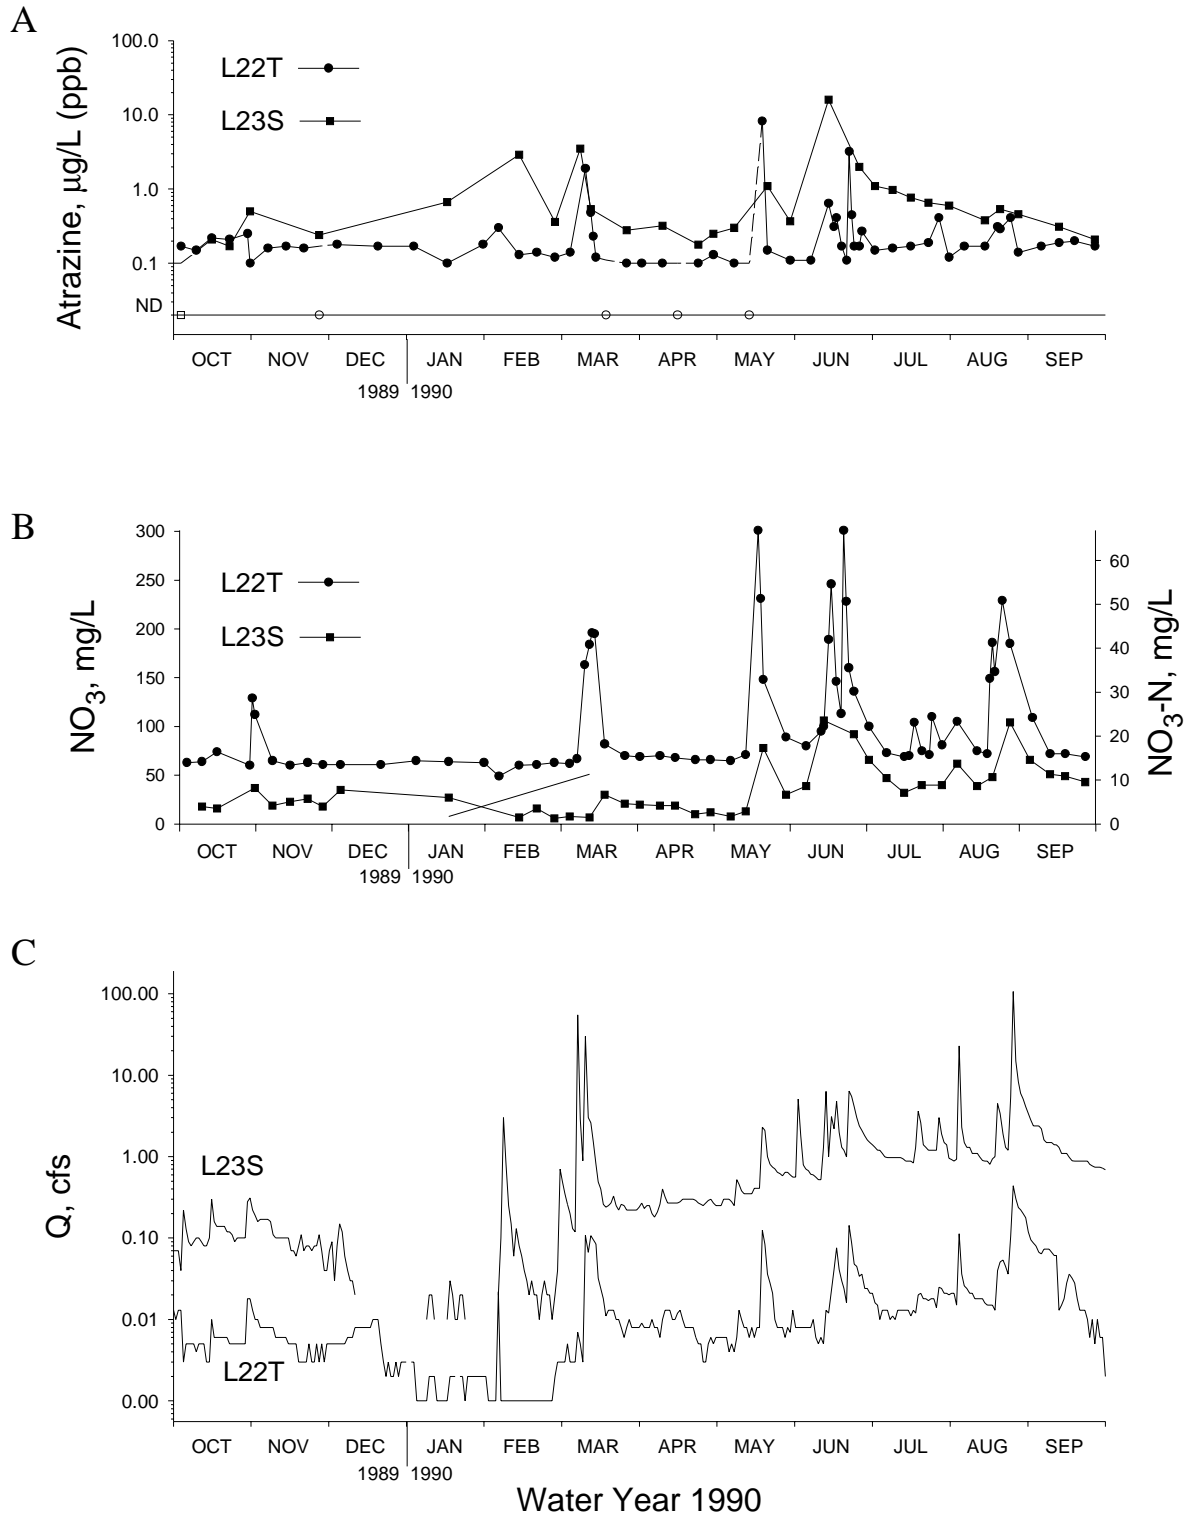 A
Atrazine, μg/L (ppb)
100.0
10.0
1.0
0.1
ND
L22T
L23S
OCT NOV DEC JAN FEB MAR APR MAY JUN JUL AUG SEP
1989 1990
B
NO3, mg/L
300
250
200
150
100
50
0
L22T
L23S
60
50
40
30
20
10
0
NO3-N, mg/L
OCT NOV DEC JAN FEB MAR APR MAY JUN JUL AUG SEP
1989 1990
C
Q, cfs
100.00
10.00
1.00
0.10
0.01
0.00
L23S
L22T
OCT NOV DEC JAN FEB MAR APR MAY JUN JUL AUG SEP
1989 1990
Water Year 1990